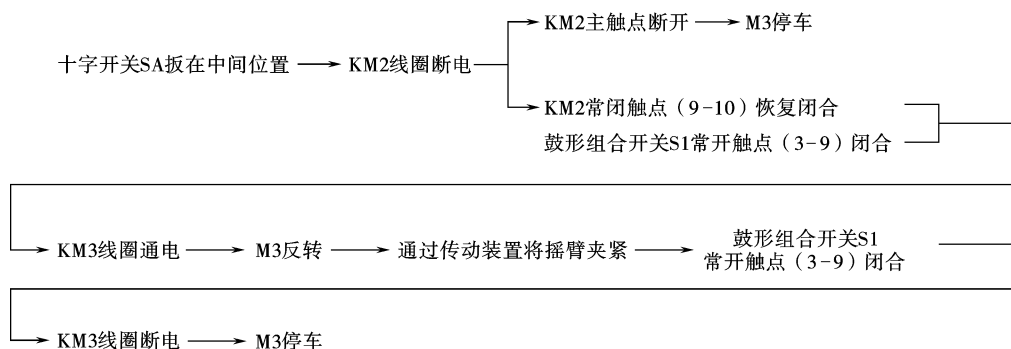 KM2主触点断开 M3停车
十字开关SA扳在中间位置 KM2线圈断电
KM2常闭触点（9-10）恢复闭合
鼓形组合开关S1常开触点（3-9）闭合
KM3线圈通电 M3反转 通过传动装置将摇臂夹紧 鼓形组合开关S1
常开触点（3-9）闭合
KM3线圈断电 M3停车